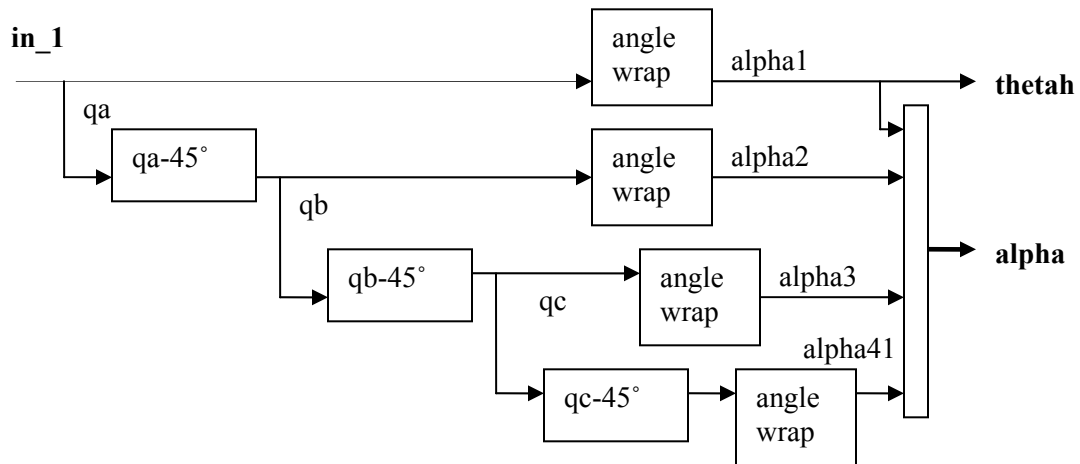 in_1
angle
wrap
alpha1
thetah
qa
qa-45°
angle
wrap
alpha2
qb
qb-45°
qc
angle
wrap
alpha3
alpha
alpha41
qc-45°
angle
wrap